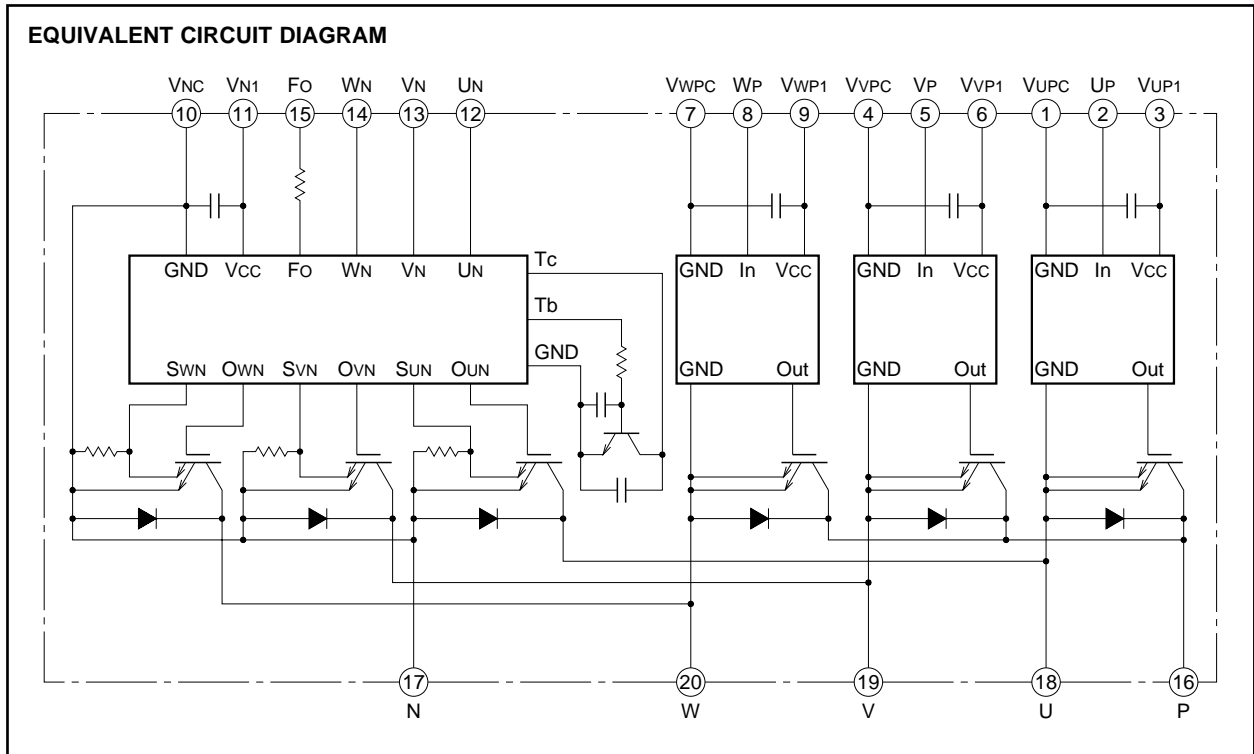 EQUIVALENT CIRCUIT DIAGRAM
VNC VN1 FO WN VN UN VWPC WP VWP1 VVPC VP VVP1 VUPC UP VUP1
10 11 15 14 13 12 7 8 9 4 5 6 1 2 3
GND VCC FO WN VN UN Tc GND In VCC GND In VCC GND In VCC
Tb
GND
SWN OWN SVN OVN SUN OUN GND Out GND Out GND Out
17 20 19 18 16
N W V U P